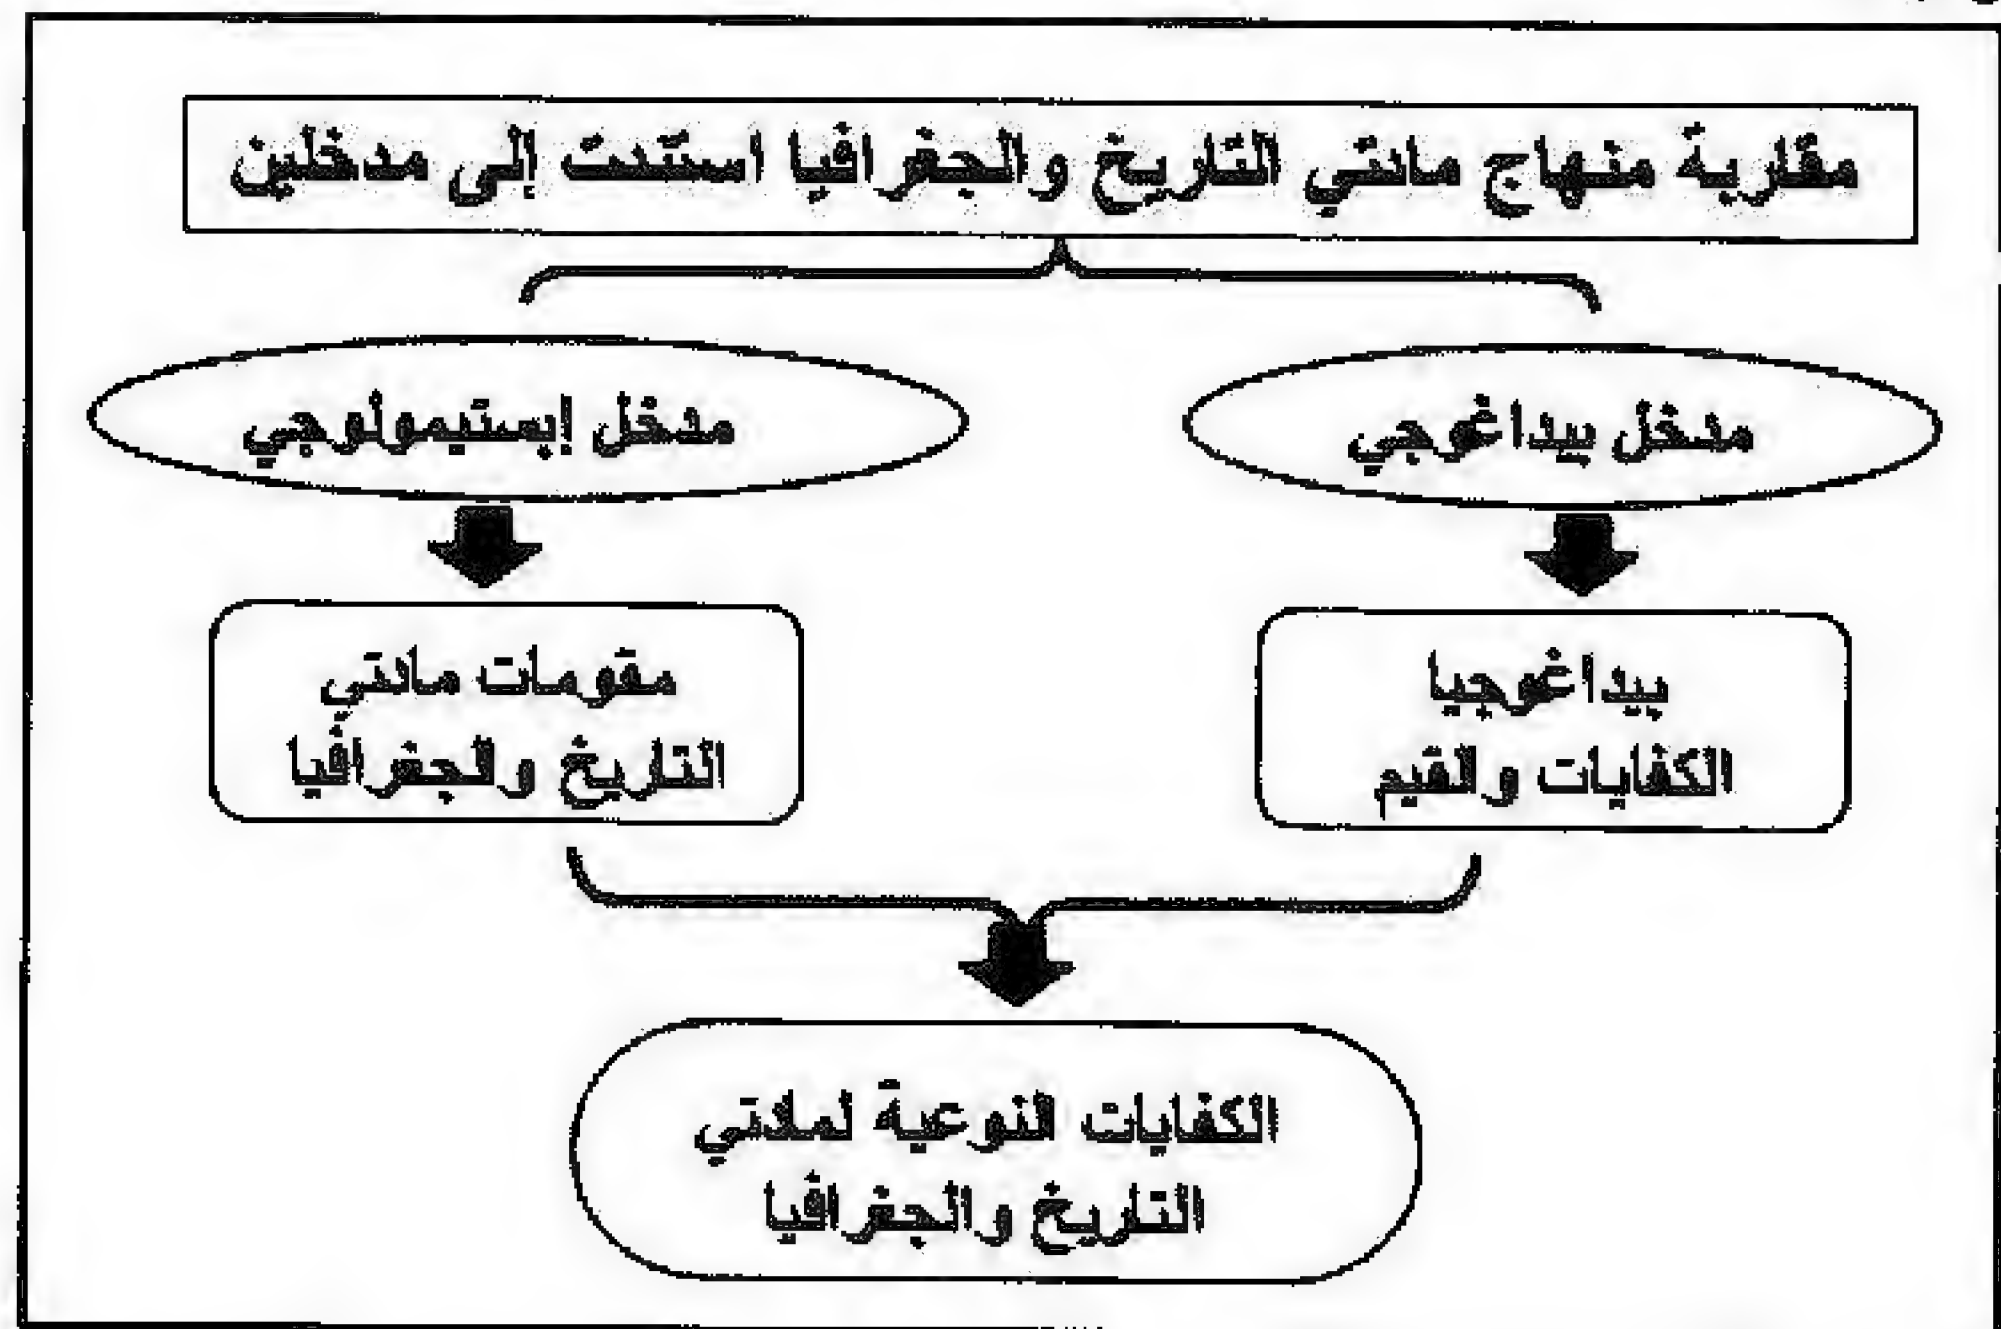 مقاربة منهاج مادتي التاريخ والجغرافيا استندت إلى مدخلين
مدخل بيداغوجي
مدخل إبستيمولوجي
بيداغوجيا
الكفايات والقيم
مقومات مادتي
التاريخ والجغرافيا
الكفايات النوعية لمادتي
التاريخ والجغرافيا